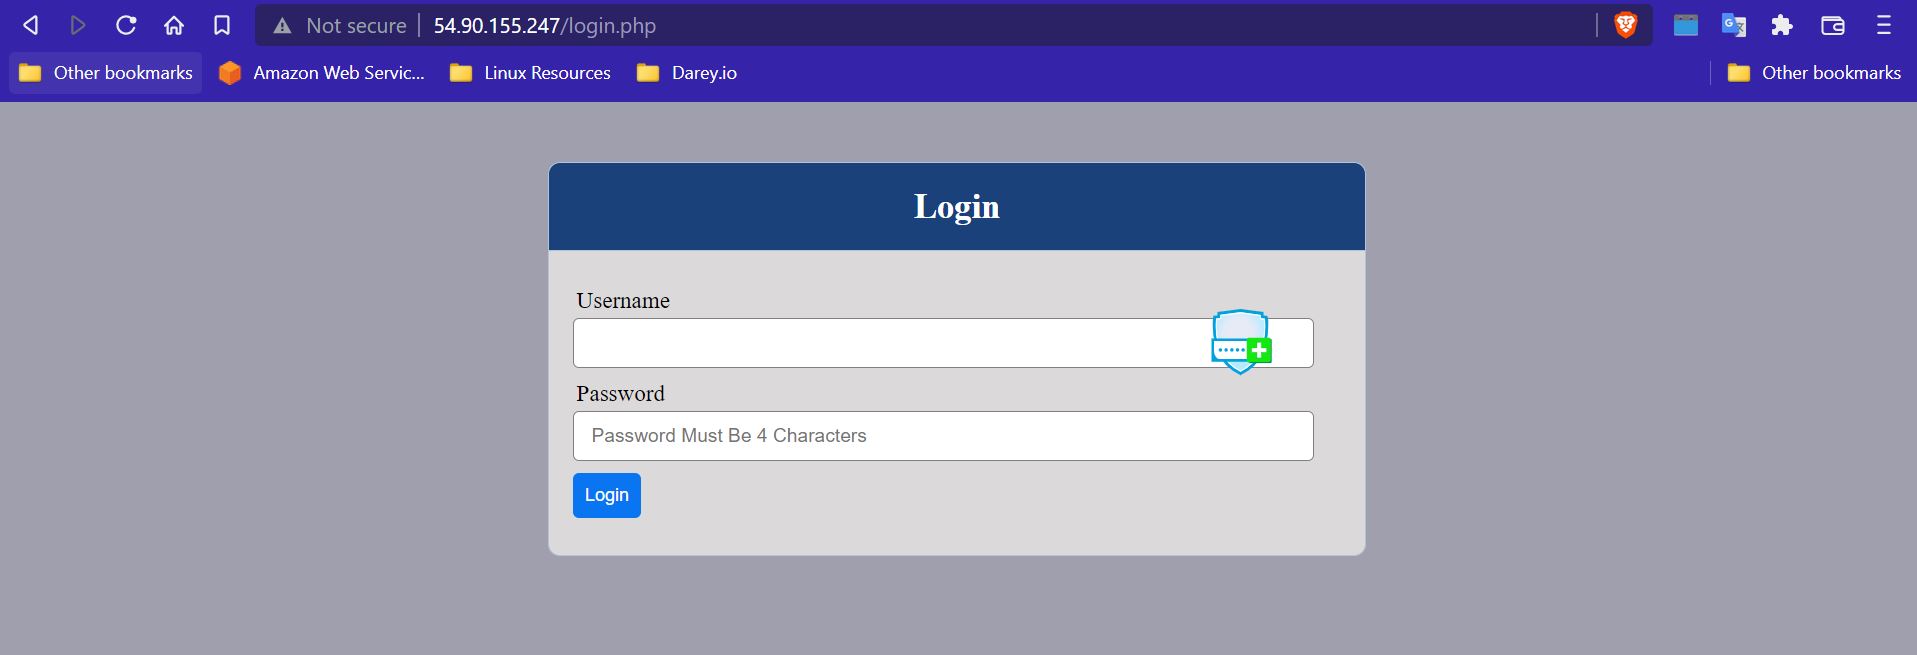 Not secure 54.90.155.247/login.php
Other bookmarks Amazon Web Servic... Linux Resources Darey.io Other bookmarks
Login
Username
Password
Password Must Be 4 Characters
Login